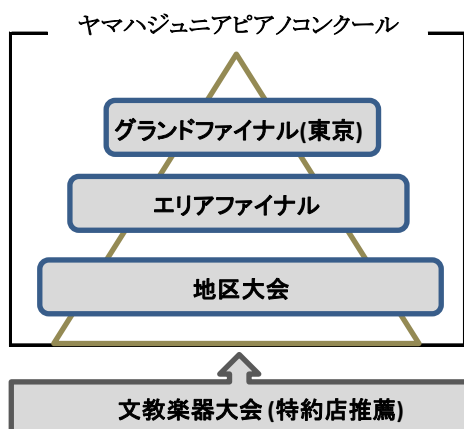 ヤマハジュニアピアノコンクール
グランドファイナル(東京)
エリアファイナル
地区大会
文教楽器大会(特約店推薦)